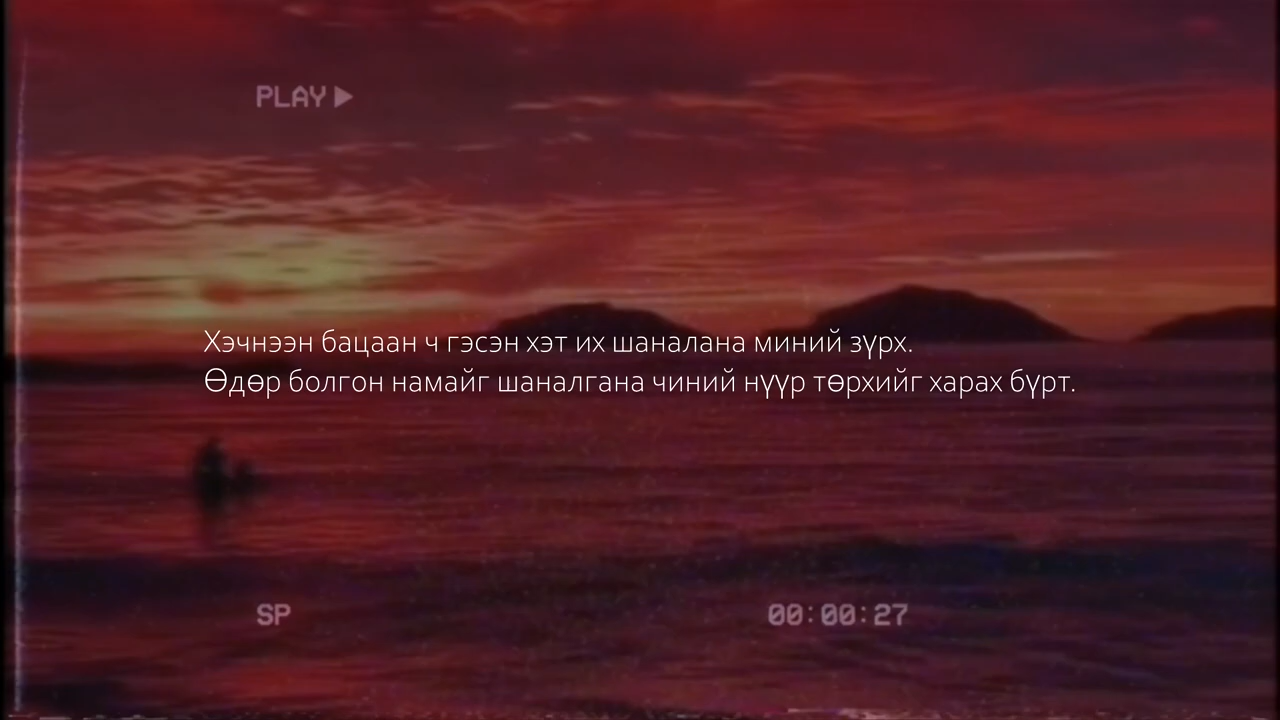 PLAY
Хэчнээн бацаан ч гэсэн хэт их шаналана миний зүрх.
Өдөр болгон намайг шаналгана чиний нүүр төрхийг харах бүрт.
SP
00:00:27